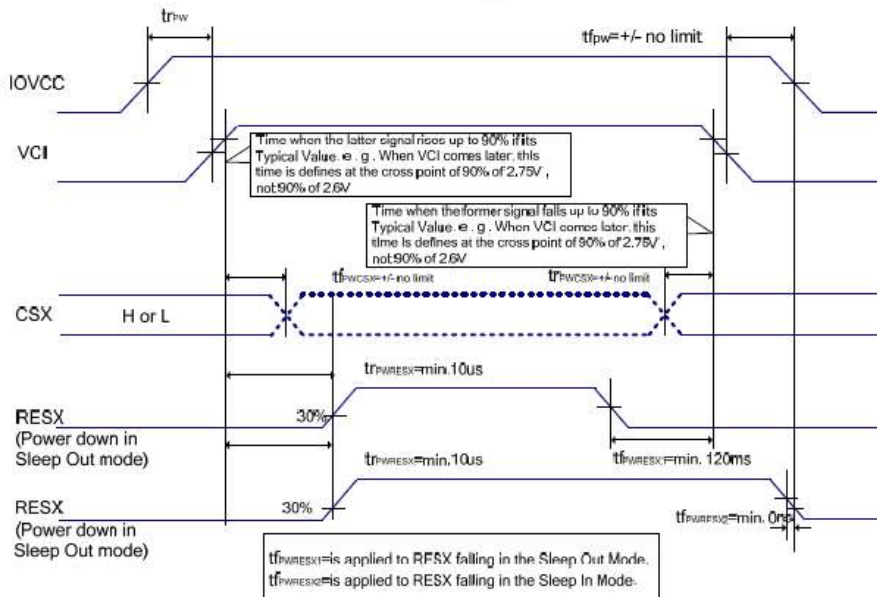 trPW
tfPW=+/- no limit
IOVCC
VCI
Time when the latter signal rises up to 90% if its
Typical Value. e . g . When VCI comes later, this
time is defines at the cross point of 90% of 2.75V ,
not 90% of 2.6V
Time when the former signal falls up to 90% if its
Typical Value. e . g . When VCI comes later, this
time is defines at the cross point of 90% of 2.75V ,
not 90% of 2.6V
tfPWCSX=+/- no limit
trPWCSX=+/- no limit
CSX
H or L
trPWRESX=min.10us
30%
RESX
(Power down in
Sleep Out mode)
tfPWRESX1=min. 120ms
trPWRESX=min.10us
30%
RESX
(Power down in
Sleep Out mode)
tfPWRESX2=min. 0ns
tfPWRESX1=is applied to RESX falling in the Sleep Out Mode.
tfPWRESX2=is applied to RESX falling in the Sleep In Mode.